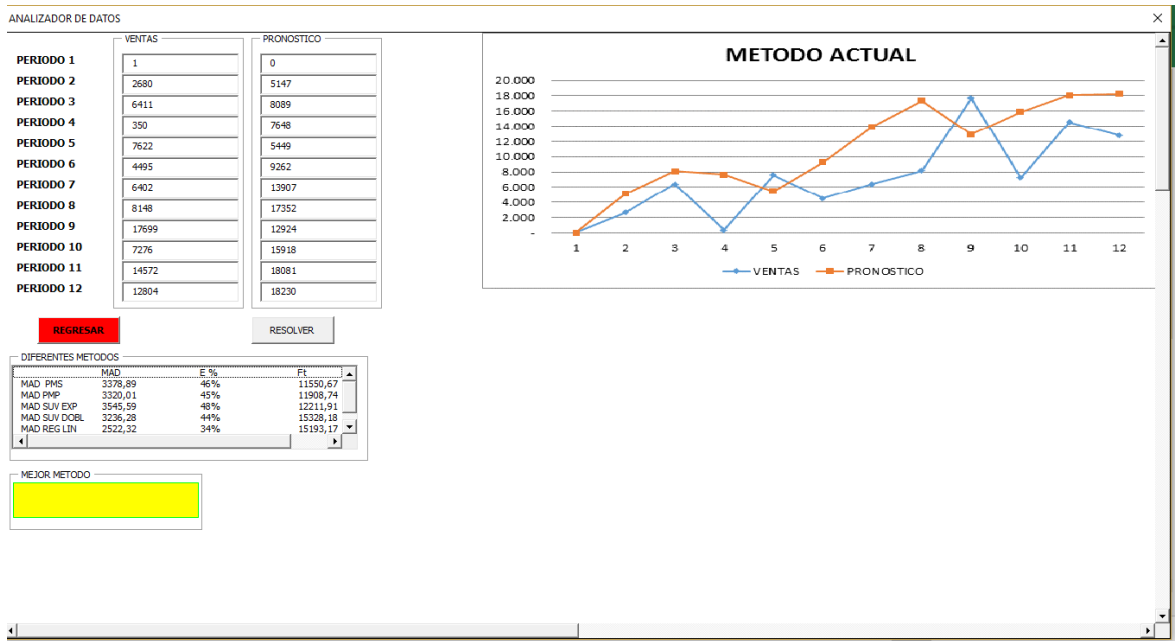 ANALIZADOR DE DATOS
VENTAS PRONOSTICO
PERIODO 1 1 0
PERIODO 2 2680 5147
PERIODO 3 6411 8089
PERIODO 4 350 7648
PERIODO 5 7622 5449
PERIODO 6 4495 9262
PERIODO 7 6402 13907
PERIODO 8 8148 17352
PERIODO 9 17699 12924
PERIODO 10 7276 15918
PERIODO 11 14572 18081
PERIODO 12 12804 18230
REGRESAR RESOLVER
DIFERENTES METODOS
MAD E % Ft
MAD PMS 3378,89 46% 11550,67
MAD PMP 3320,01 45% 11908,74
MAD SUV EXP 3545,59 48% 12211,91
MAD SUV DOBL 3236,28 44% 15328,18
MAD REG LIN 2522,32 34% 15193,17
MEJOR METODO
METODO ACTUAL
20.000
18.000
16.000
14.000
12.000
10.000
8.000
6.000
4.000
2.000
-
1 2 3 4 5 6 7 8 9 10 11 12
VENTAS PRONOSTICO